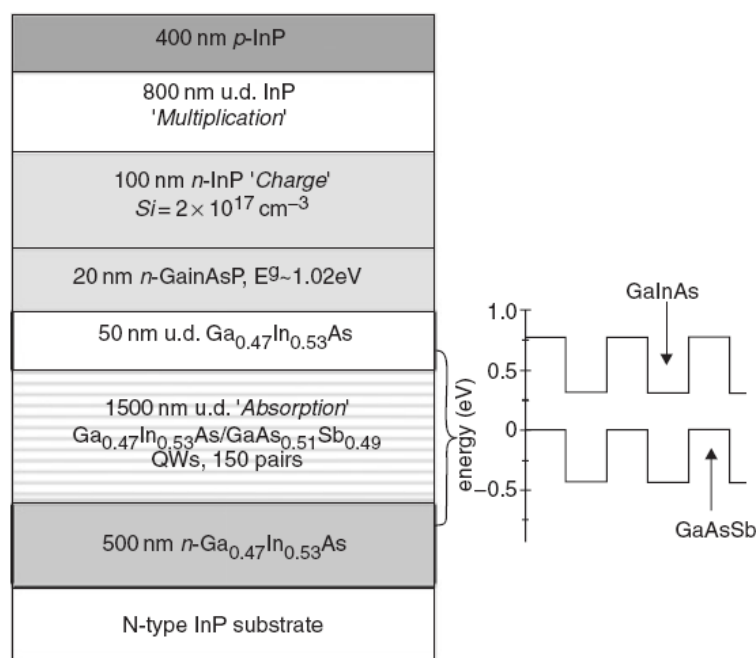 400 nm p-InP
800 nm u.d. InP
'Multiplication'
100 nm n-InP 'Charge'
Si = 2 × 10¹⁷ cm⁻³
20 nm n-GainAsP, Eᵍ~1.02eV
50 nm u.d. Ga₀.₄₇In₀.₅₃As
1500 nm u.d. 'Absorption'
Ga₀.₄₇In₀.₅₃As/GaAs₀.₅₁Sb₀.₄₉
QWs, 150 pairs
500 nm n-Ga₀.₄₇In₀.₅₃As
N-type InP substrate
GaInAs
1.0
0.5
0
−0.5
energy (eV)
GaAsSb